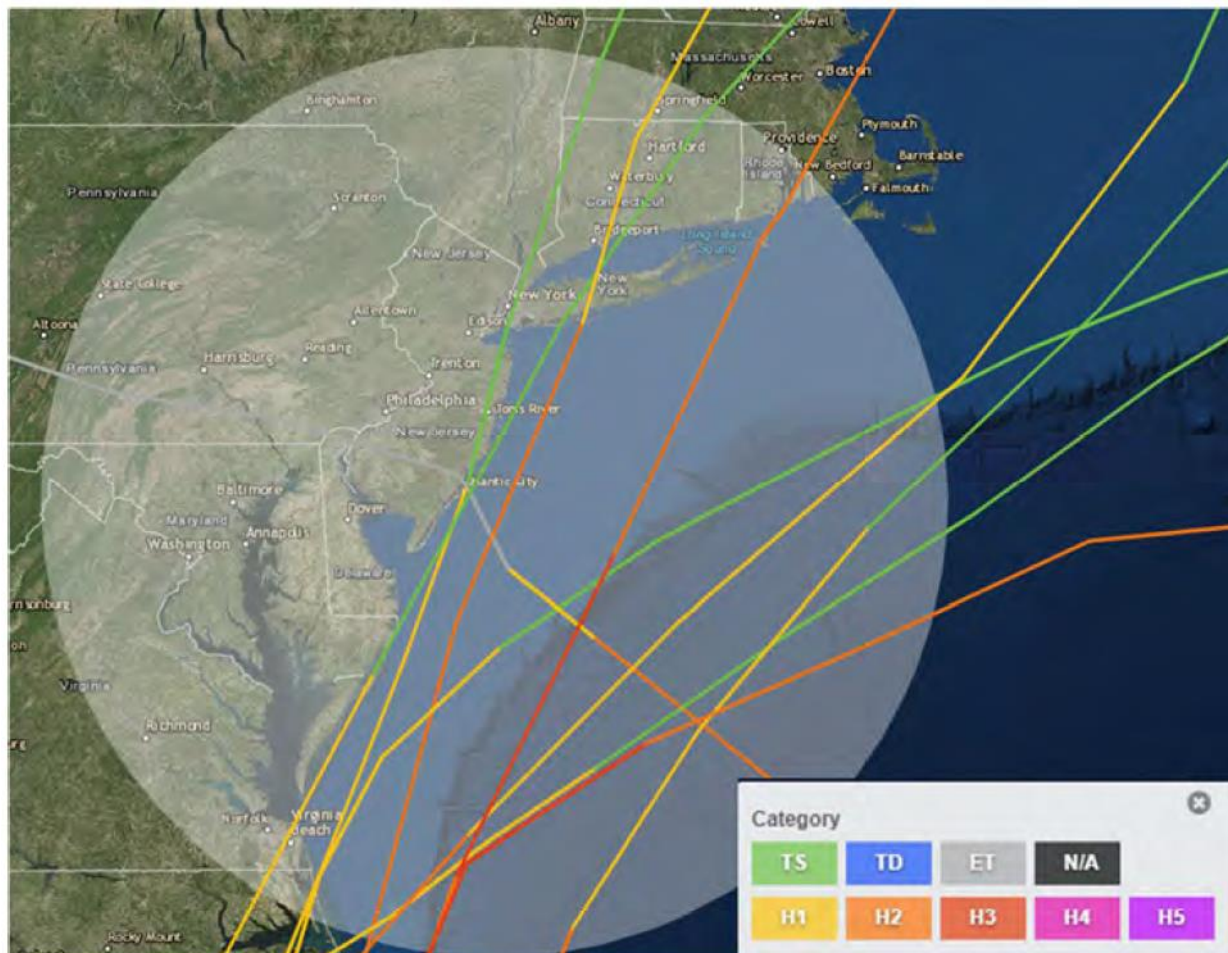 Albany
Lowell
Massachusetts
Boston
Worcester
Binghamton
Springfield
Plymouth
Providence
Hartford
Barnstable
Rhode
Island
New Bedford
Waterbury
Falmouth
Pennsylvania
Connecticut
Scranton
Bridgeport
Long Island
Sound
New Jersey
New
York
State College
New York
Allentown
Altoona
Edison
Reading
Harrisburg
Trenton
Pennsylvania
Philadelphia
Toms River
New Jersey
lantic City
Baltimore
Dover
Maryland
Annapolis
Washington
Delaware
Virginia
Richmond
Virginia
Beach
Norfolk
Rocky Mount
Category
TS TD ET N/A
H1 H2 H3 H4 H5